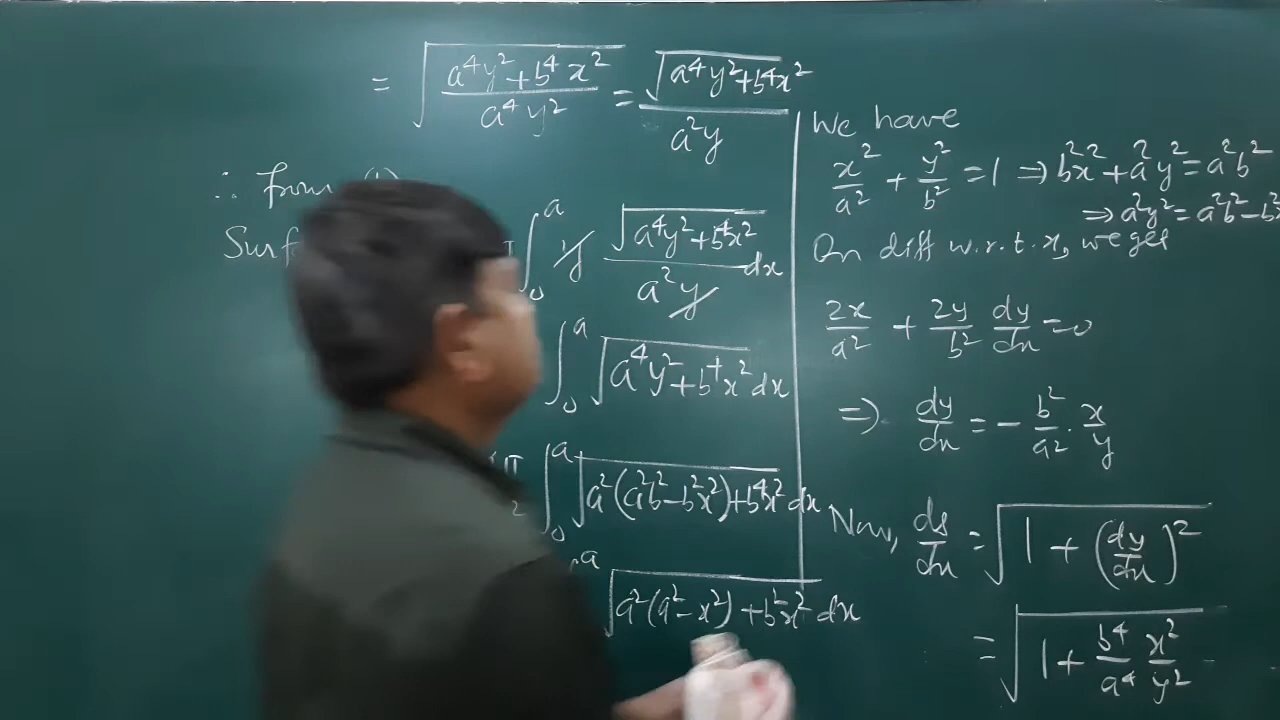 = √((a⁴y²+b⁴x²)/(a⁴y²)) = √(a⁴y²+b⁴x²)/(a²y)
∴ from (1)
Surf
∫₀ᵃ y √(a⁴y²+b⁴x²)/(a²y) dx
∫₀ᵃ √(a⁴y²+b⁴x²) dx
π/2 ∫₀ᵃ √(a²(a²b²-b²x²)+b⁴x²) dx
a √(a²(a²-x²)+b²x²) dx
We have
x²/a² + y²/b² = 1 ⇒ b²x²+a²y²=a²b²
⇒ a²y²=a²b²-b²
On diff w.r.t. x, we get
2x/a² + 2y/b² dy/dx = 0
⇒ dy/dx = - b²/a² · x/y
Now, ds/dx = √(1 + (dy/dx)²)
= √(1 + b⁴/a⁴ x²/y²)